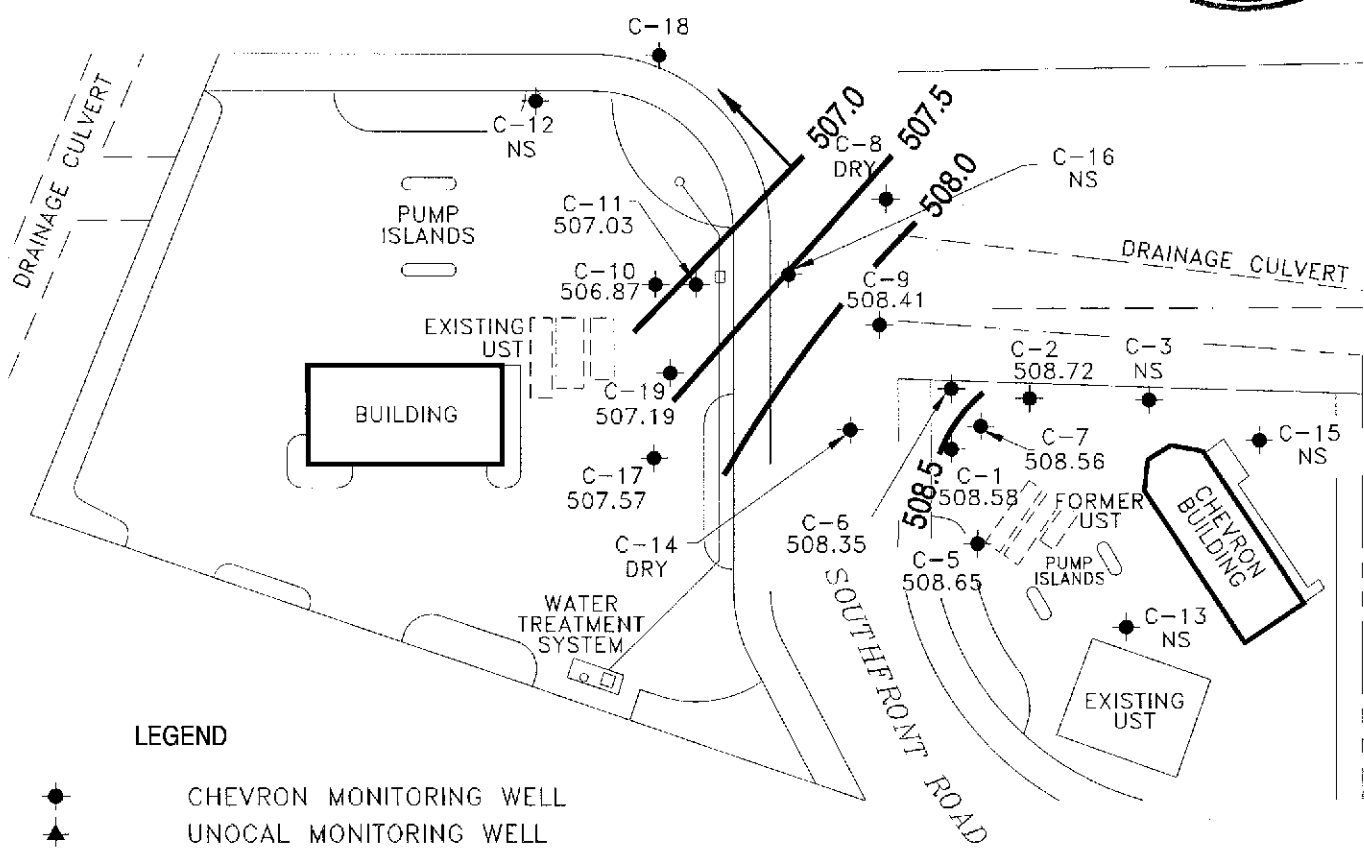 C-18
DRAINAGE CULVERT
C-12
NS
507.0
507.5
C-8
DRY
508.0
C-16
NS
PUMP
ISLANDS
C-11
507.03
C-10
506.87
DRAINAGE CULVERT
C-9
508.41
EXISTING
UST
C-2
508.72
C-3
NS
BUILDING
C-19
507.19
C-17
507.57
C-7
508.56
C-15
NS
508.5
C-1
508.58
FORMER
UST
CHEVRON
BUILDING
C-6
508.35
C-14
DRY
C-5
508.65
PUMP
ISLANDS
WATER
TREATMENT
SYSTEM
SOUTHFRONT ROAD
C-13
NS
EXISTING
UST
LEGEND
CHEVRON MONITORING WELL
UNOCAL MONITORING WELL